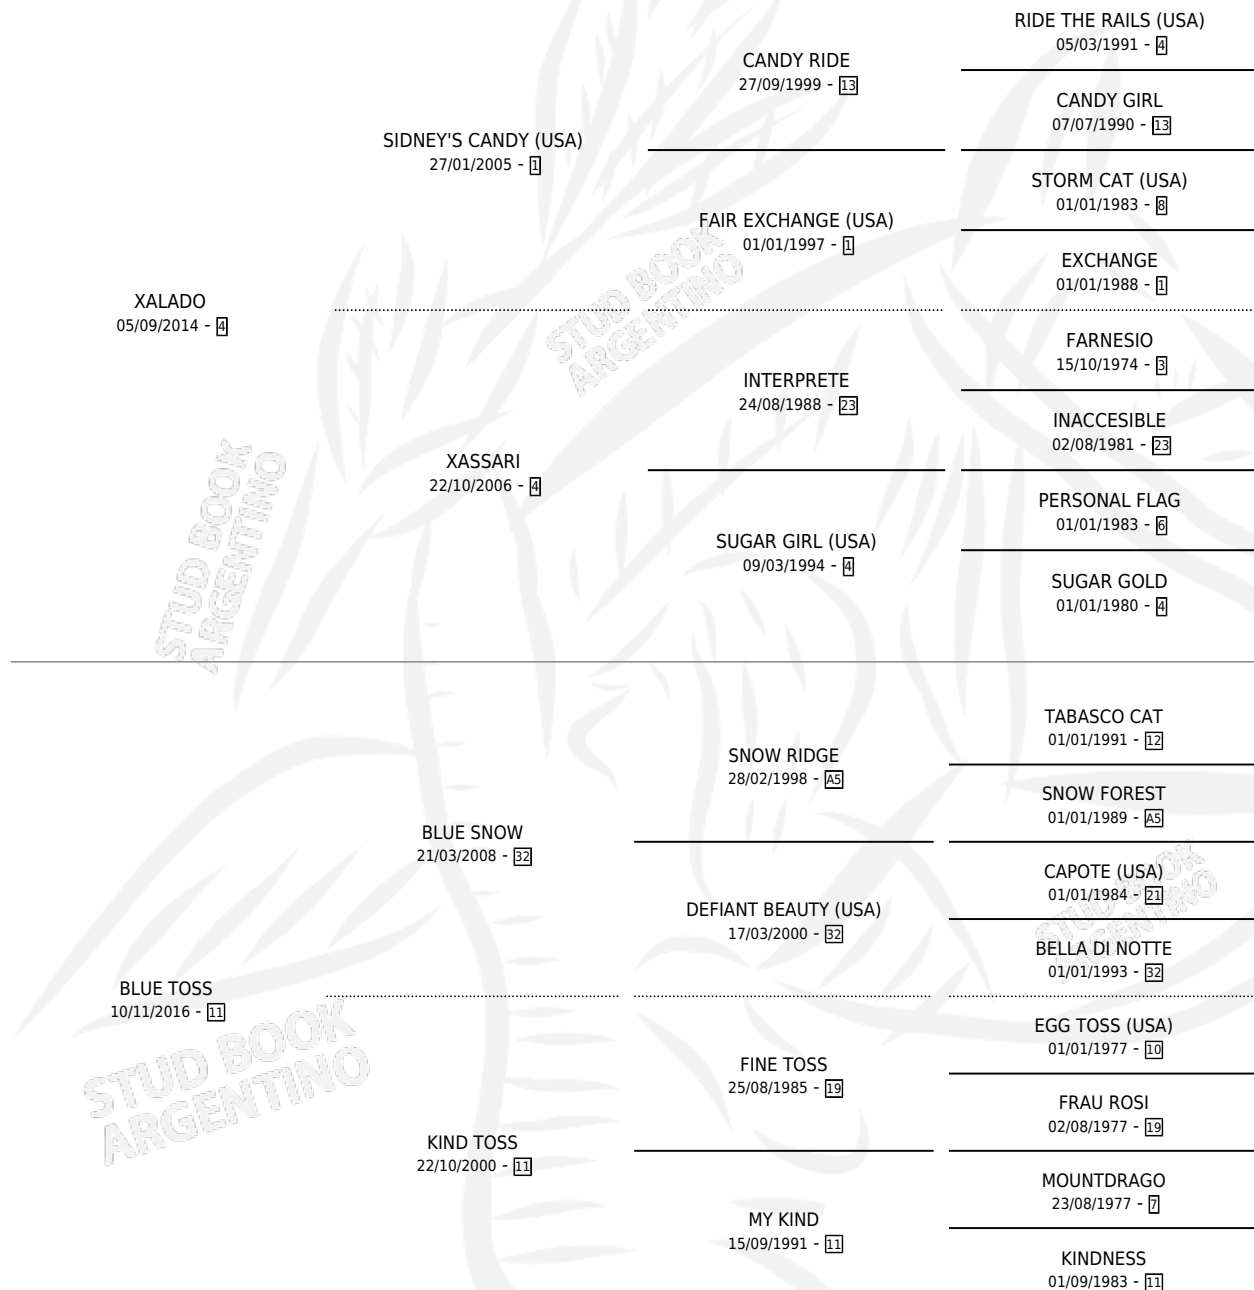 RIDE THE RAILS (USA)
05/03/1991 - 4
CANDY RIDE
27/09/1999 - 13
CANDY GIRL
07/07/1990 - 13
SIDNEY'S CANDY (USA)
27/01/2005 - 1
STORM CAT (USA)
01/01/1983 - 8
FAIR EXCHANGE (USA)
01/01/1997 - 1
EXCHANGE
01/01/1988 - 1
XALADO
05/09/2014 - 4
FARNESIO
15/10/1974 - 3
INTERPRETE
24/08/1988 - 23
INACCESIBLE
02/08/1981 - 23
XASSARI
22/10/2006 - 4
PERSONAL FLAG
01/01/1983 - 6
SUGAR GIRL (USA)
09/03/1994 - 4
SUGAR GOLD
01/01/1980 - 4
TABASCO CAT
01/01/1991 - 12
SNOW RIDGE
28/02/1998 - A5
SNOW FOREST
01/01/1989 - A5
BLUE SNOW
21/03/2008 - 32
CAPOTE (USA)
01/01/1984 - 21
DEFIANT BEAUTY (USA)
17/03/2000 - 32
BELLA DI NOTTE
01/01/1993 - 32
BLUE TOSS
10/11/2016 - 11
EGG TOSS (USA)
01/01/1977 - 10
FINE TOSS
25/08/1985 - 19
FRAU ROSI
02/08/1977 - 19
KIND TOSS
22/10/2000 - 11
MOUNTDRAGO
23/08/1977 - 7
MY KIND
15/09/1991 - 11
KINDNESS
01/09/1983 - 11
STUD BOOK
ARGENTINO
STUD BOOK
ARGENTINO
STUD BOOK
ARGENTINO
STUD BOOK
ARGENTINO